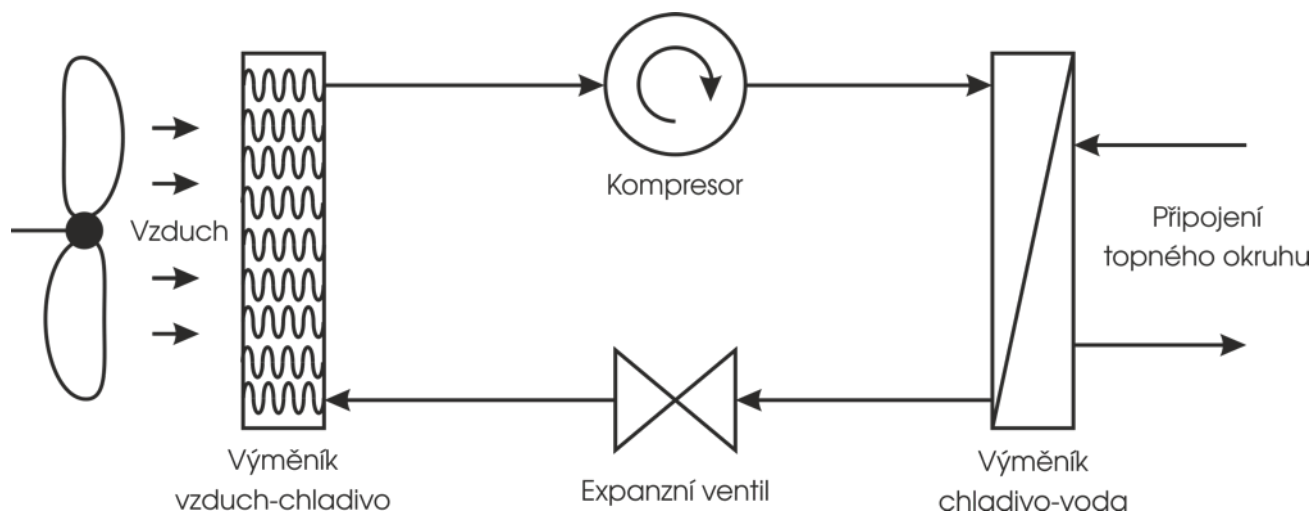 Kompresor
Vzduch
Připojení
topného okruhu
Výměník
vzduch-chladivo
Expanzní ventil
Výměník
chladivo-voda